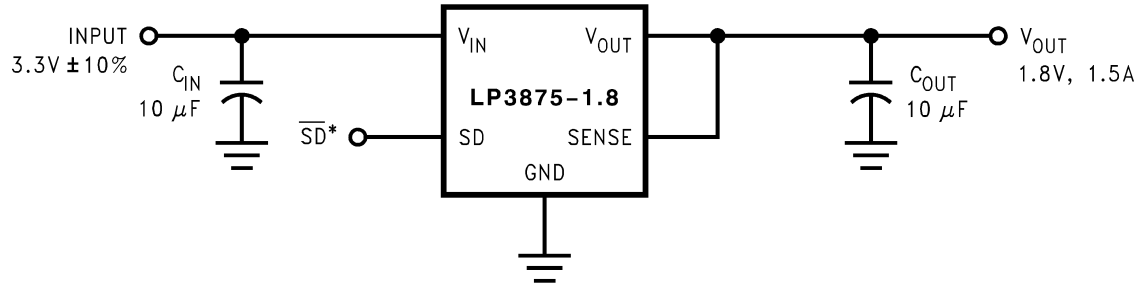 INPUT
3.3V ±10%
C_IN
10 μF
S̅D̅*
V_IN
V_OUT
LP3875-1.8
SD
SENSE
GND
C_OUT
10 μF
V_OUT
1.8V, 1.5A